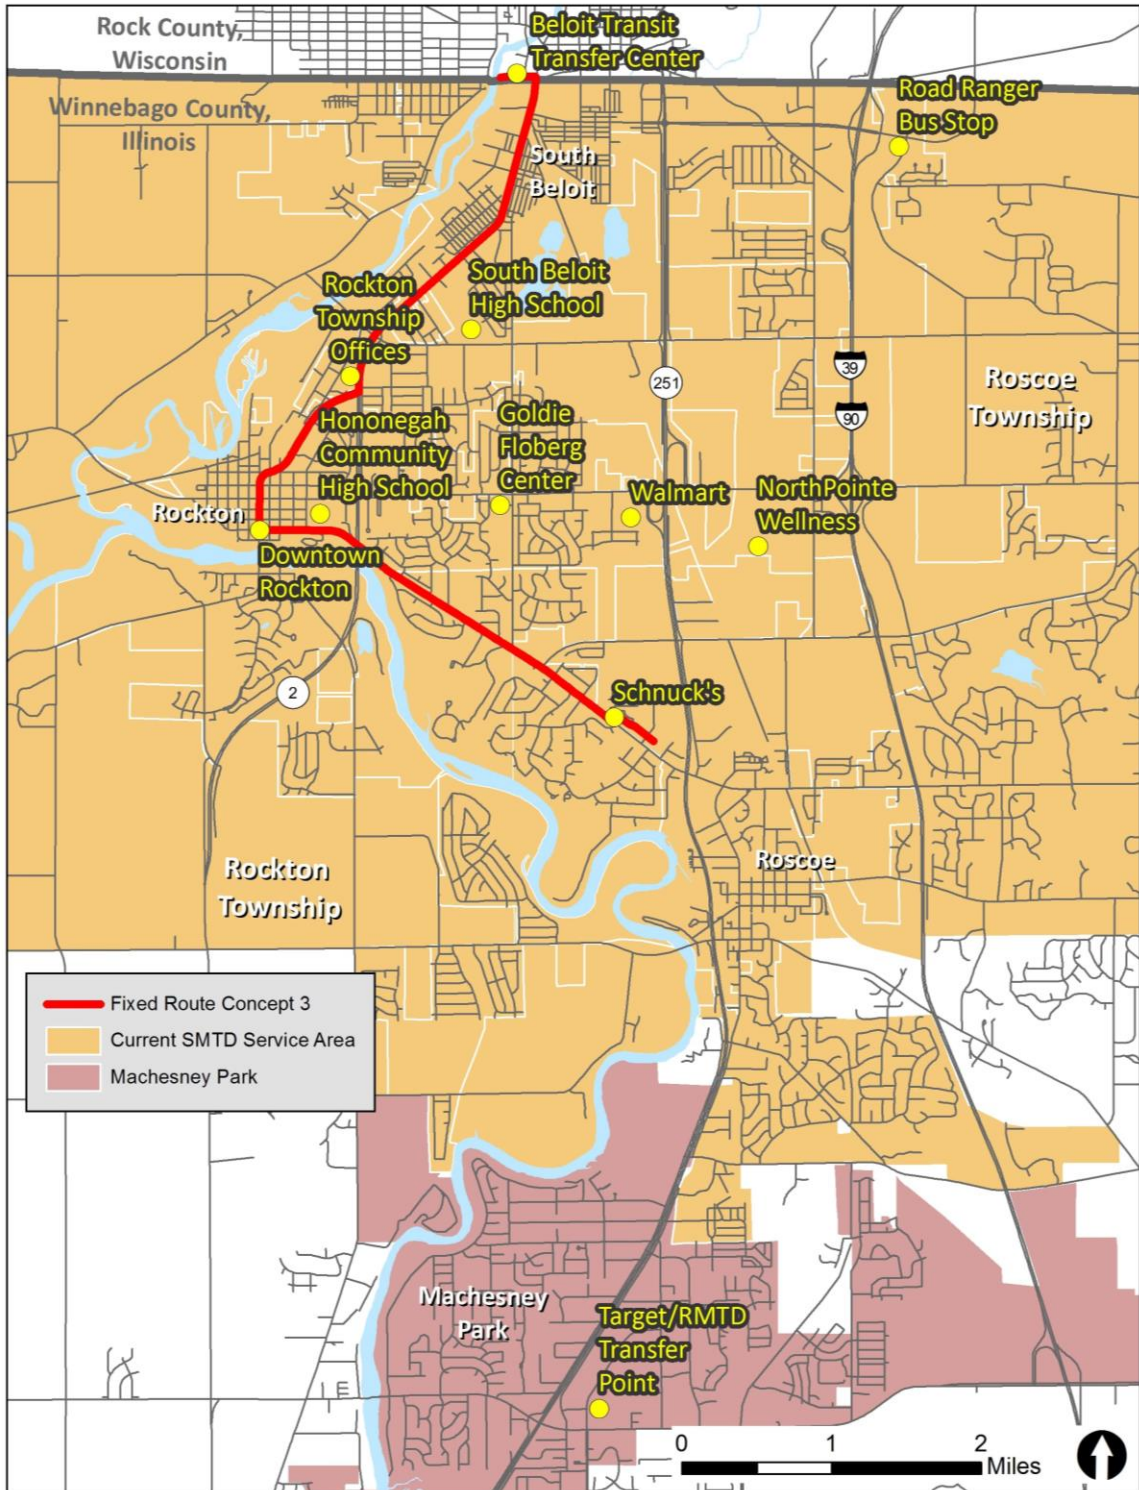 Rock County,
Wisconsin
Beloit Transit
Transfer Center
Winnebago County,
Illinois
Road Ranger
Bus Stop
South
Beloit
South Beloit
High School
Rockton
Township
Offices
251
39
90
Roscoe
Township
Hononegah
Community
High School
Goldie
Floberg
Center
Walmart
NorthPointe
Wellness
Rockton
Downtown
Rockton
2
Schnuck's
Roscoe
Rockton
Township
Fixed Route Concept 3
Current SMTD Service Area
Machesney Park
Machesney
Park
Target/RMTD
Transfer
Point
0 1 2
Miles